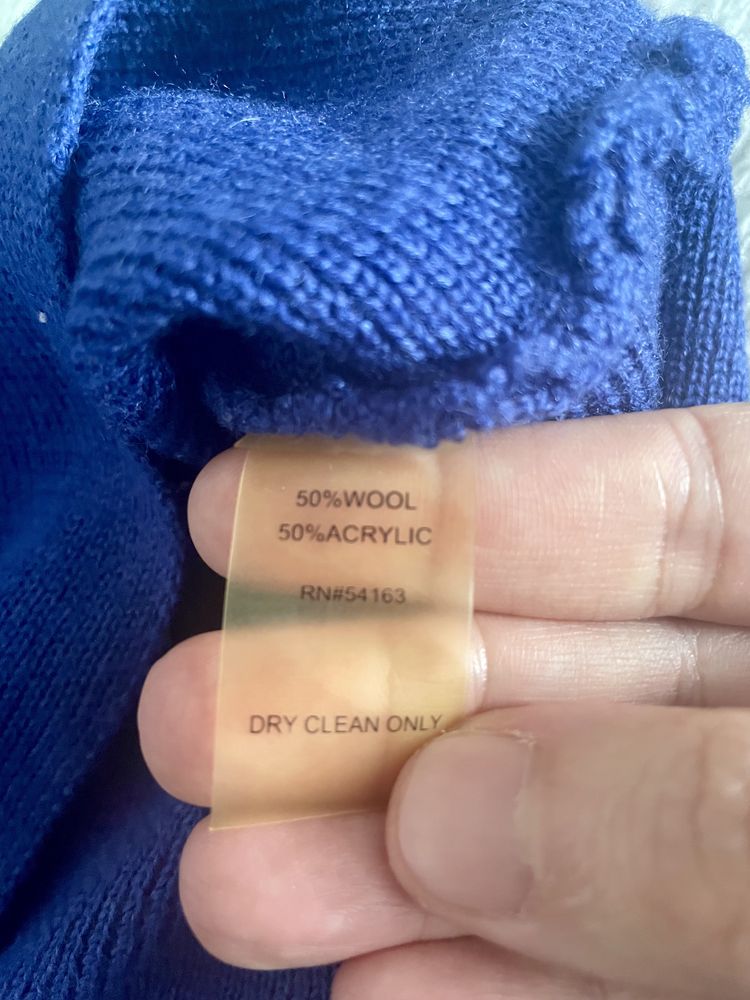 50%WOOL
50%ACRYLIC
RN#54163
DRY CLEAN ONLY